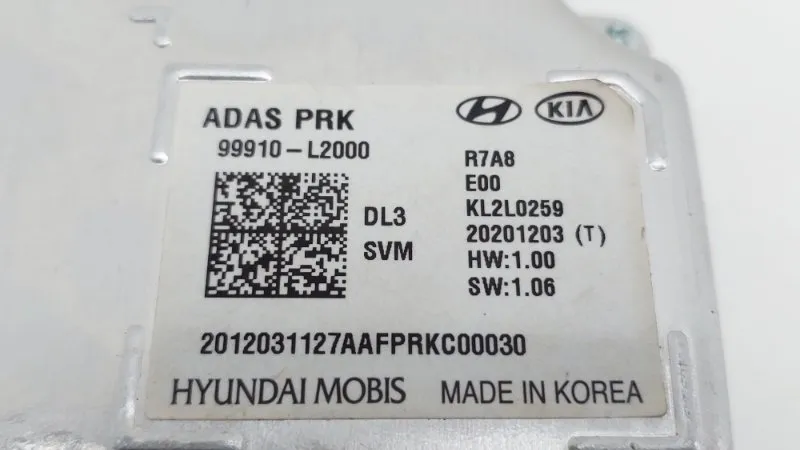 ADAS PRK
99910-L2000
KIA
R7A8
E00
KL2L0259
20201203 (T)
HW:1.00
SW:1.06
DL3
SVM
2012031127AAFPRKC00030
HYUNDAI MOBIS MADE IN KOREA